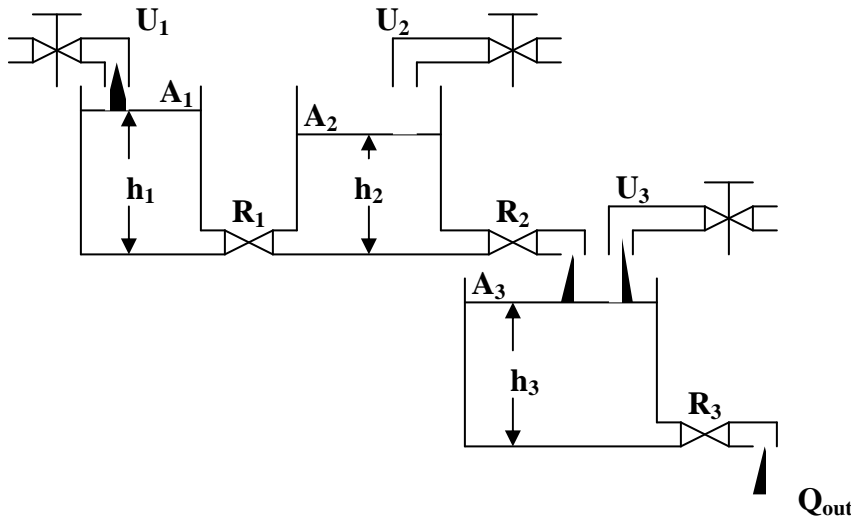 U₁ U₂
A₁ A₂
h₁ h₂ U₃
R₁ R₂
A₃
h₃
R₃
Qout